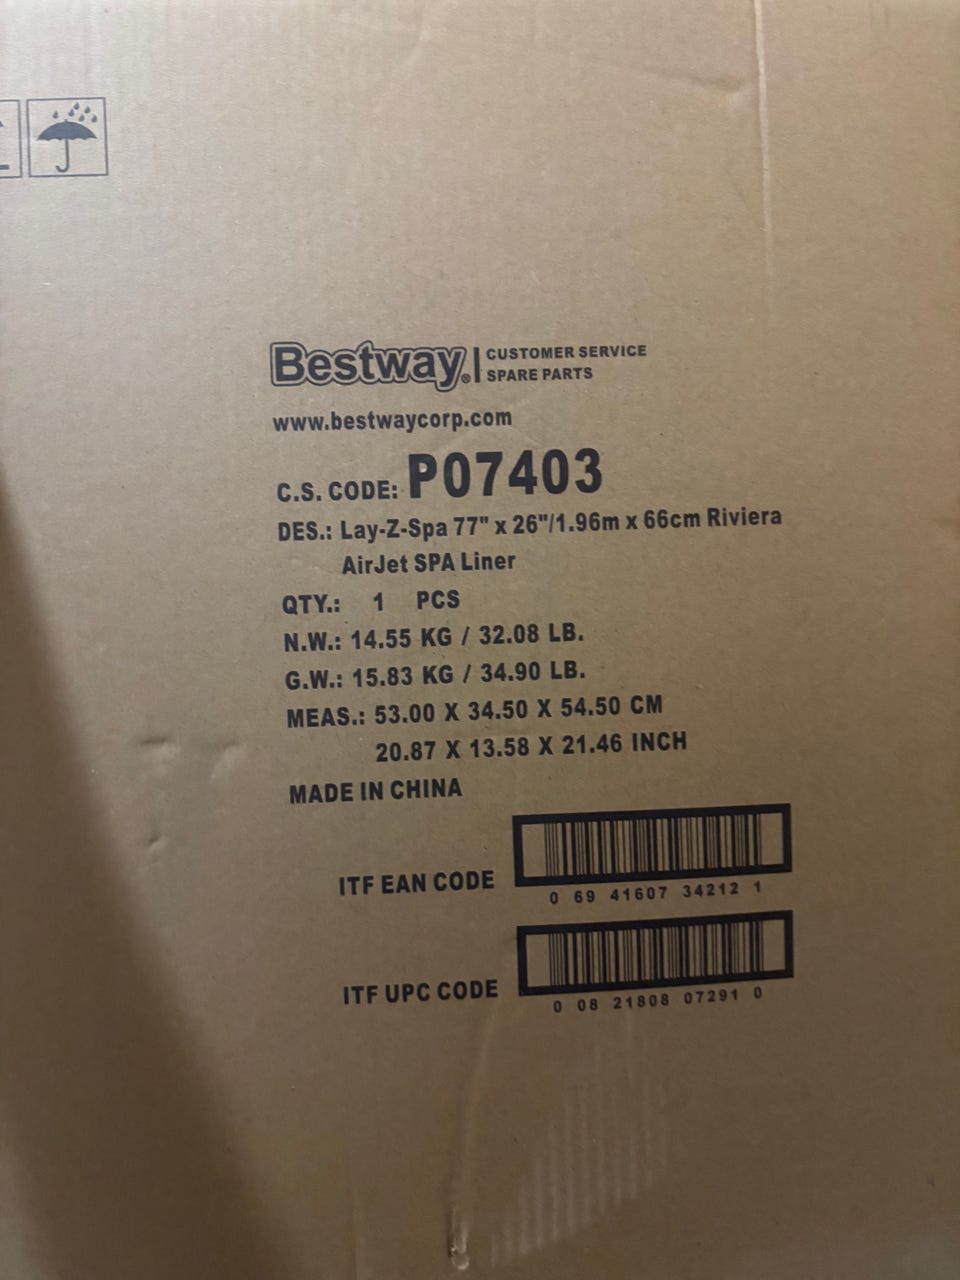 Bestway® | CUSTOMER SERVICE
SPARE PARTS
www.bestwaycorp.com
C.S. CODE: P07403
DES.: Lay-Z-Spa 77" x 26"/1.96m x 66cm Riviera
AirJet SPA Liner
QTY.: 1 PCS
N.W.: 14.55 KG / 32.08 LB.
G.W.: 15.83 KG / 34.90 LB.
MEAS.: 53.00 X 34.50 X 54.50 CM
20.87 X 13.58 X 21.46 INCH
MADE IN CHINA
ITF EAN CODE
0 69 41607 34212 1
ITF UPC CODE
0 08 21808 07291 0